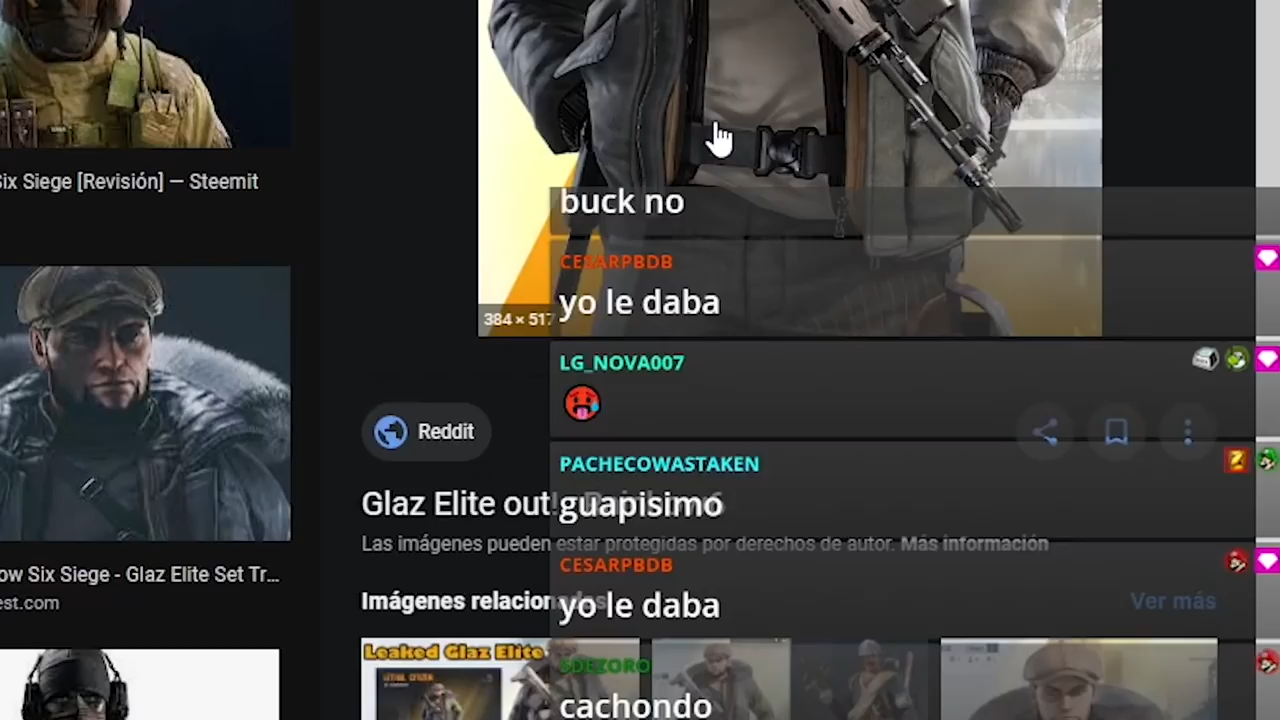 Six Siege [Revisión] — Steemit
ow Six Siege - Glaz Elite Set Tr...
est.com
384 × 517
Reddit
Glaz Elite out!
Las imágenes pueden estar protegidas por derechos de autor. Más información
Imágenes relacion
Ver más
Leaked Glaz Elite
buck no
CESARPBDB
yo le daba
LG_NOVA007
PACHECOWASTAKEN
guapisimo
CESARPBDB
yo le daba
SDEZORO
cachondo